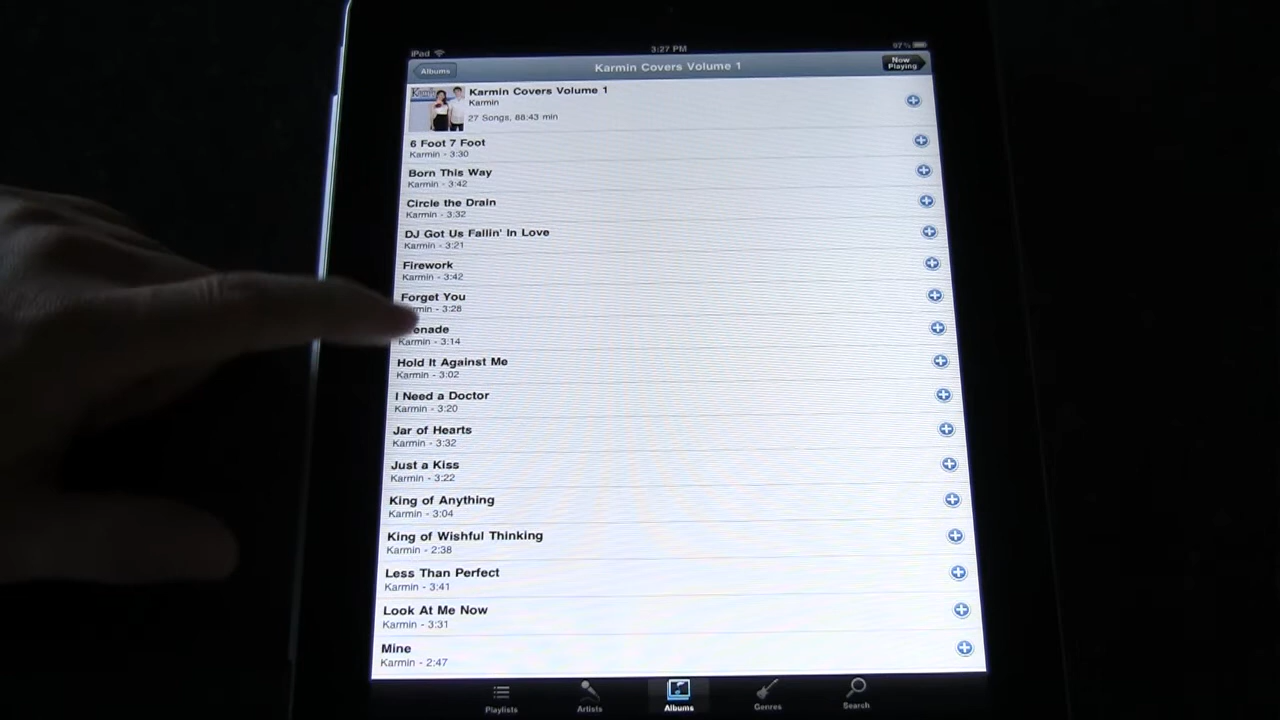 iPad 3:27 PM 97%
Albums Karmin Covers Volume 1 Now Playing
Karmin
Karmin Covers Volume 1
Karmin
27 Songs, 88:43 min
6 Foot 7 Foot
Karmin - 3:30
Born This Way
Karmin - 3:42
Circle the Drain
Karmin - 3:32
DJ Got Us Fallin' In Love
Karmin - 3:21
Firework
Karmin - 3:42
Forget You
rmin - 3:28
enade
Karmin - 3:14
Hold It Against Me
Karmin - 3:02
I Need a Doctor
Karmin - 3:20
Jar of Hearts
Karmin - 3:32
Just a Kiss
Karmin - 3:22
King of Anything
Karmin - 3:04
King of Wishful Thinking
Karmin - 2:38
Less Than Perfect
Karmin - 3:41
Look At Me Now
Karmin - 3:31
Mine
Karmin - 2:47
Playlists Artists Albums Genres Search